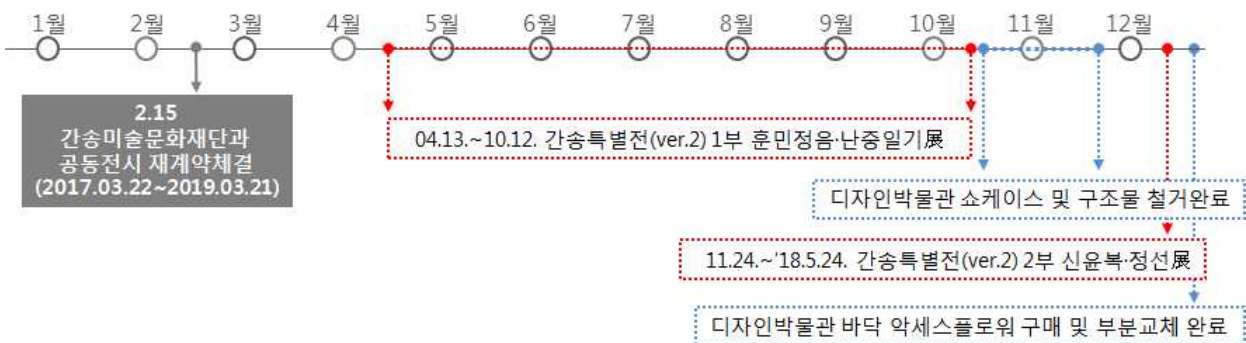 1월 2월 3월 4월 5월 6월 7월 8월 9월 10월 11월 12월
2.15
간송미술문화재단과
공동전시 재계약체결
(2017.03.22~2019.03.21)
04.13.~10.12. 간송특별전(ver.2) 1부 훈민정음·난중일기展
디자인박물관 쇼케이스 및 구조물 철거완료
11.24.~'18.5.24. 간송특별전(ver.2) 2부 신윤복·정선展
디자인박물관 바닥 악세스플로워 구매 및 부분교체 완료